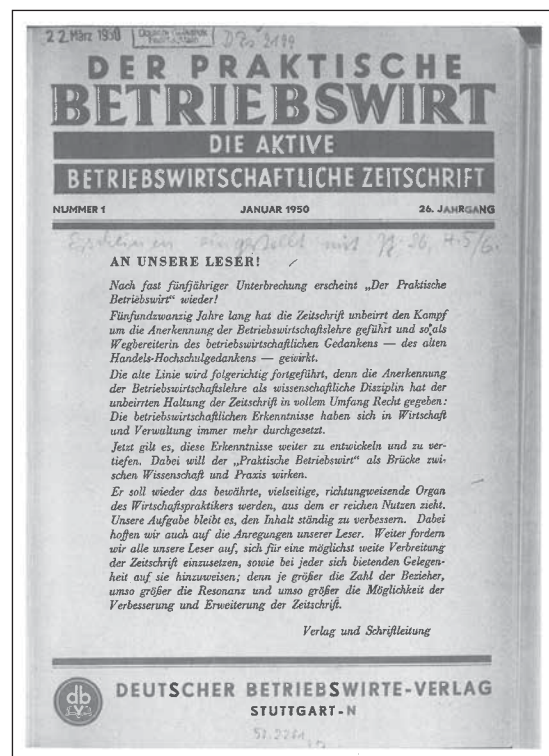 22. März 1950
D Zs 2199
DER PRAKTISCHE
BETRIEBSWIRT
DIE AKTIVE
BETRIEBSWIRTSCHAFTLICHE ZEITSCHRIFT
NUMMER 1 JANUAR 1950 26. JAHRGANG
Erscheinen eingestellt mit Jg. 26, H. 5/6.
AN UNSERE LESER!
Nach fast fünfjähriger Unterbrechung erscheint „Der Praktische
Betriebswirt“ wieder!
Fünfundzwanzig Jahre lang hat die Zeitschrift unbeirrt den Kampf
um die Anerkennung der Betriebswirtschaftslehre geführt und so als
Wegbereiterin des betriebswirtschaftlichen Gedankens — des alten
Handels-Hochschulgedankens — gewirkt.
Die alte Linie wird folgerichtig fortgeführt, denn die Anerkennung
der Betriebswirtschaftslehre als wissenschaftliche Disziplin hat der
unbeirrten Haltung der Zeitschrift in vollem Umfang Recht gegeben:
Die betriebswirtschaftlichen Erkenntnisse haben sich in Wirtschaft
und Verwaltung immer mehr durchgesetzt.
Jetzt gilt es, diese Erkenntnisse weiter zu entwickeln und zu ver-
tiefen. Dabei will der „Praktische Betriebswirt“ als Brücke zwi-
schen Wissenschaft und Praxis wirken.
Er soll wieder das bewährte, vielseitige, richtungweisende Organ
des Wirtschaftspraktikers werden, aus dem er reichen Nutzen zieht.
Unsere Aufgabe bleibt es, den Inhalt ständig zu verbessern. Dabei
hoffen wir auch auf die Anregungen unserer Leser. Weiter fordern
wir alle unsere Leser auf, sich für eine möglichst weite Verbreitung
der Zeitschrift einzusetzen, sowie bei jeder sich bietenden Gelegen-
heit auf sie hinzuweisen; denn je größer die Zahl der Bezieher,
umso größer die Resonanz und umso größer die Möglichkeit der
Verbesserung und Erweiterung der Zeitschrift.
Verlag und Schriftleitung
db
v
DEUTSCHER BETRIEBSWIRTE-VERLAG
STUTTGART-N